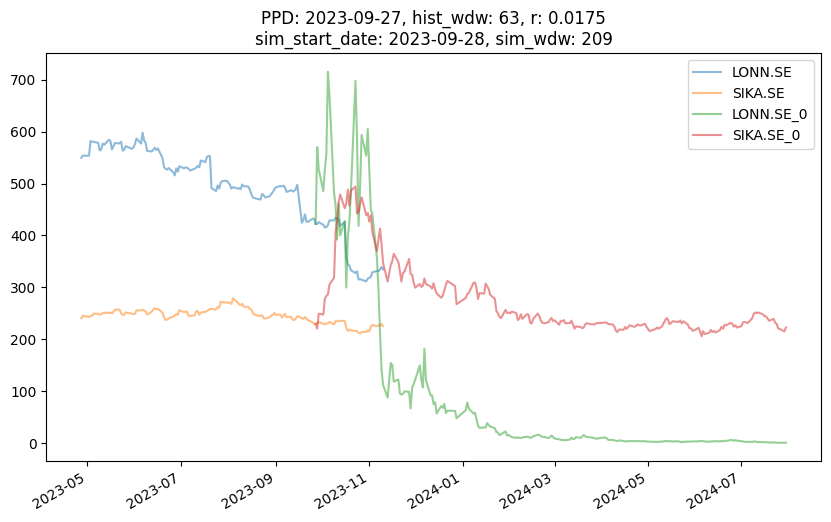 PPD: 2023-09-27, hist_wdw: 63, r: 0.0175
sim_start_date: 2023-09-28, sim_wdw: 209
LONN.SE
SIKA.SE
LONN.SE_0
SIKA.SE_0
700
600
500
400
300
200
100
0
2023-05
2023-07
2023-09
2023-11
2024-01
2024-03
2024-05
2024-07